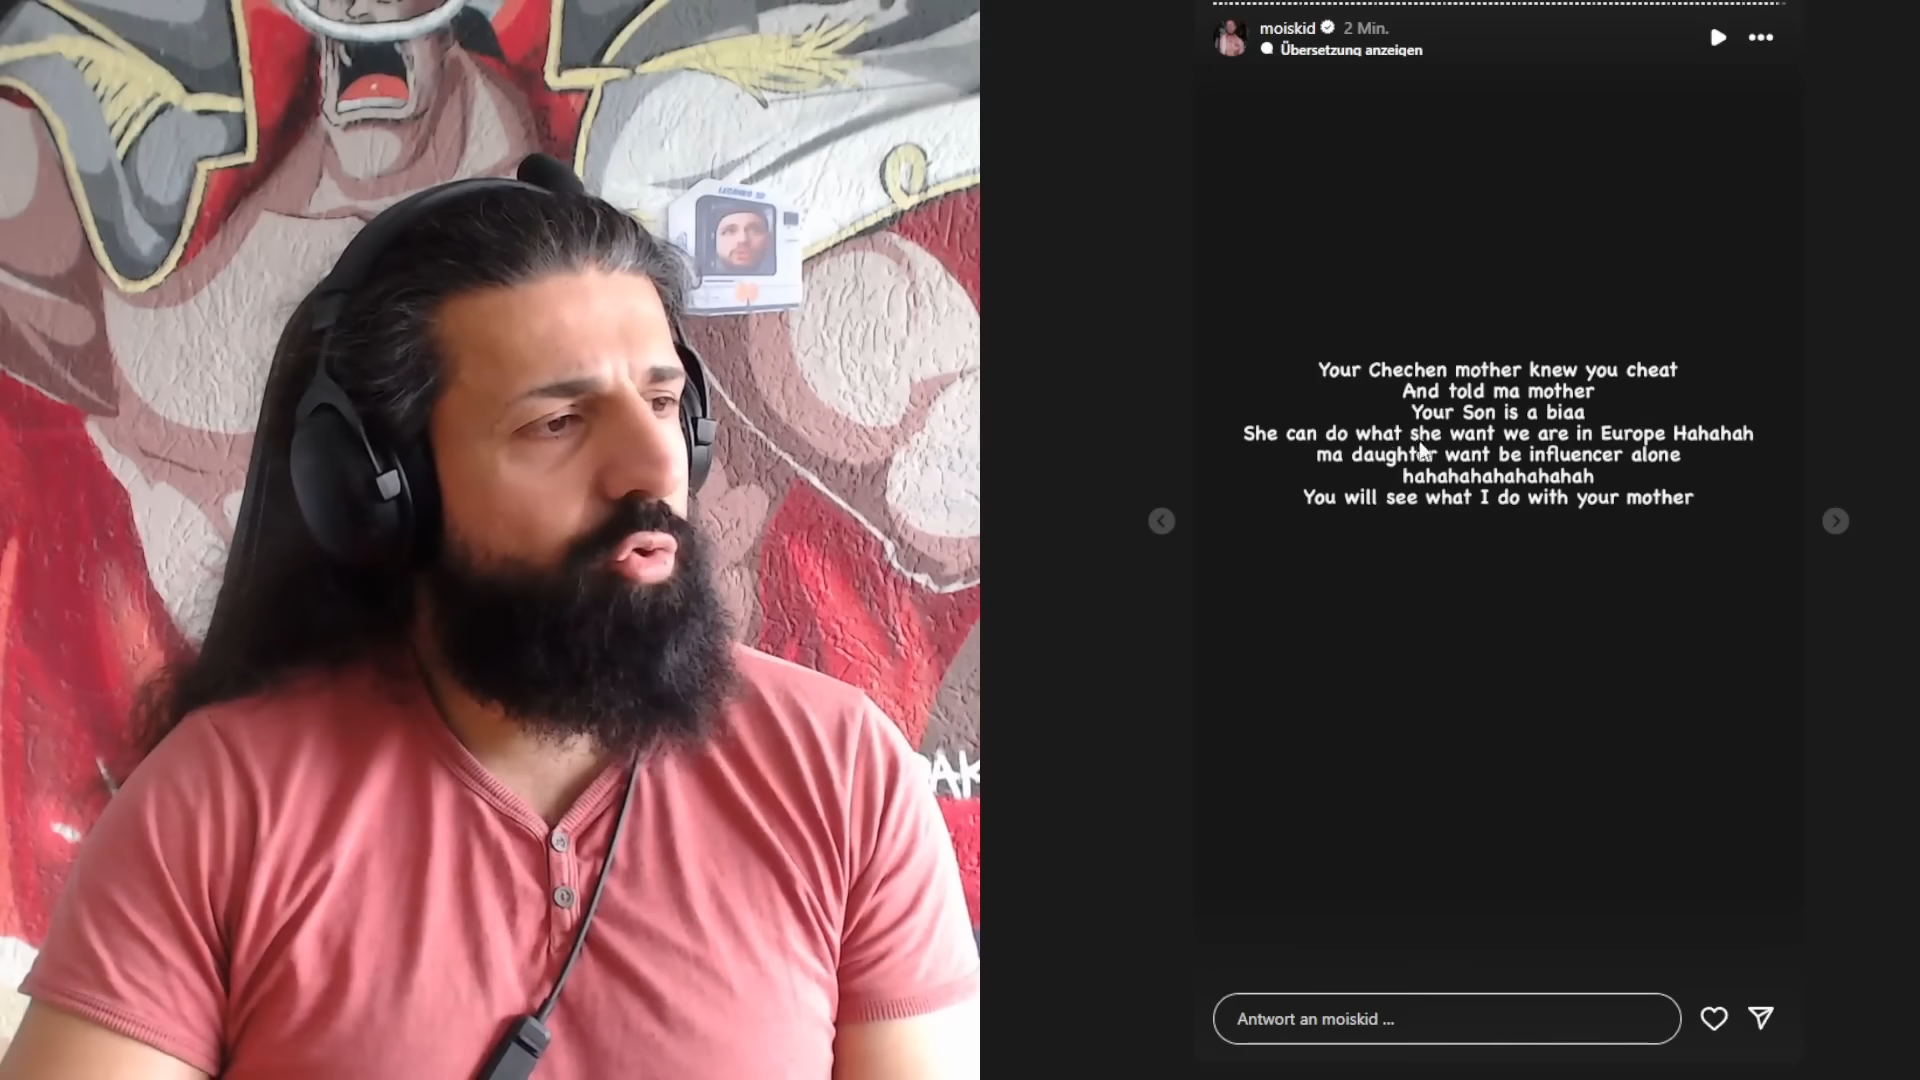 moiskid 2 Min.
Übersetzung anzeigen
Your Chechen mother knew you cheat
And told ma mother
Your Son is a biaa
She can do what she want we are in Europe Hahahah
ma daughter want be influencer alone
hahahahahahahahah
You will see what I do with your mother
Antwort an moiskid ...